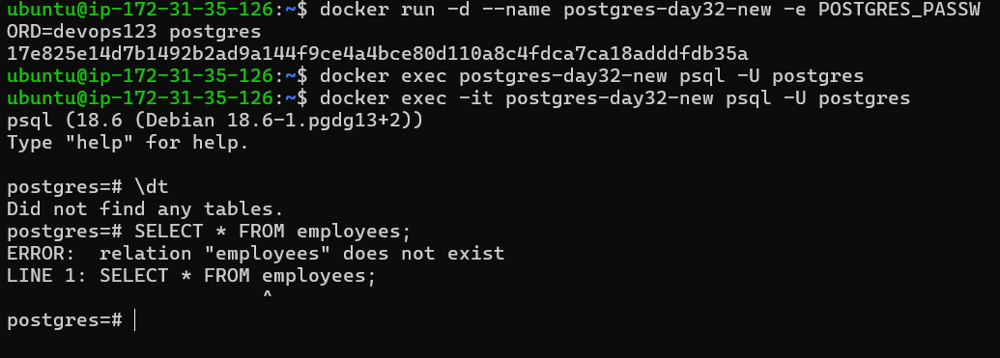 ubuntu@ip-172-31-35-126:~$ docker run -d --name postgres-day32-new -e POSTGRES_PASSW
ORD=devops123 postgres
17e825e14d7b1492b2ad9a144f9ce4a4bce80d110a8c4fdca7ca18adddfdb35a
ubuntu@ip-172-31-35-126:~$ docker exec postgres-day32-new psql -U postgres
ubuntu@ip-172-31-35-126:~$ docker exec -it postgres-day32-new psql -U postgres
psql (18.6 (Debian 18.6-1.pgdg13+2))
Type "help" for help.

postgres=# \dt
Did not find any tables.
postgres=# SELECT * FROM employees;
ERROR:  relation "employees" does not exist
LINE 1: SELECT * FROM employees;
                      ^
postgres=#